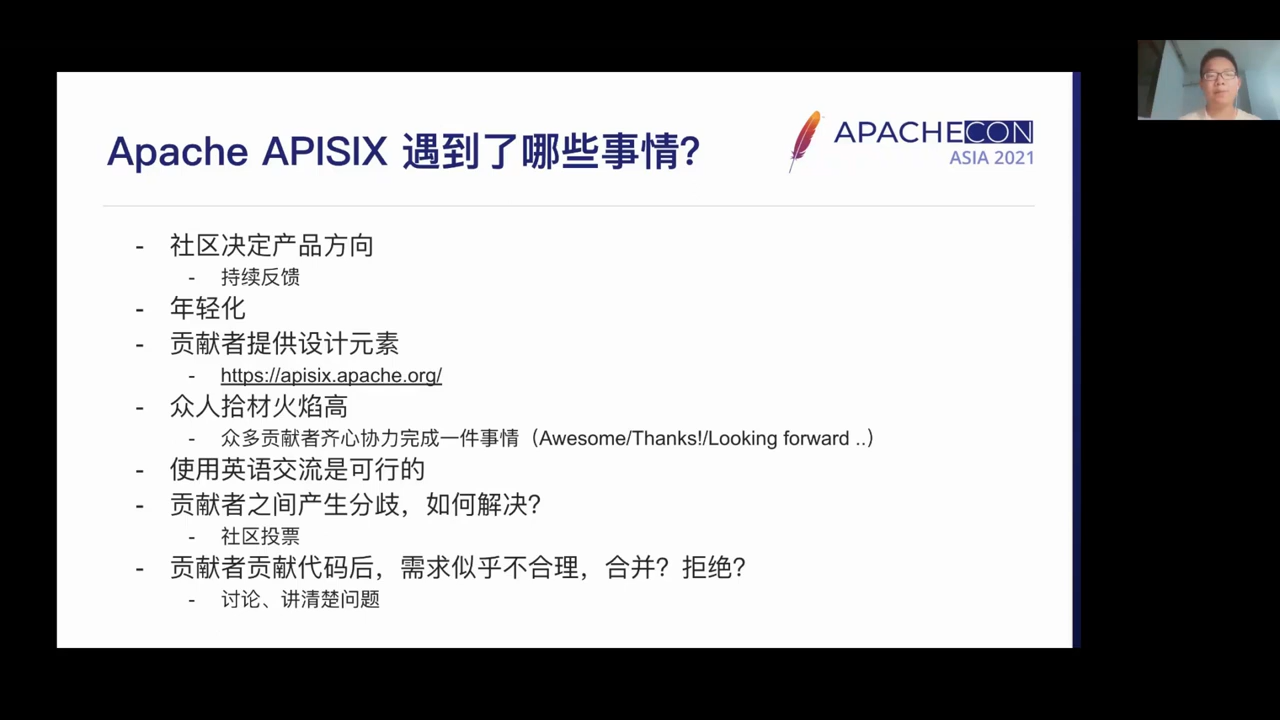 Apache APISIX 遇到了哪些事情?
APACHECON
ASIA 2021
- 社区决定产品方向
- 持续反馈
- 年轻化
- 贡献者提供设计元素
- https://apisix.apache.org/
- 众人拾材火焰高
- 众多贡献者齐心协力完成一件事情（Awesome/Thanks!/Looking forward ..）
- 使用英语交流是可行的
- 贡献者之间产生分歧，如何解决?
- 社区投票
- 贡献者贡献代码后，需求似乎不合理，合并？拒绝?
- 讨论、讲清楚问题